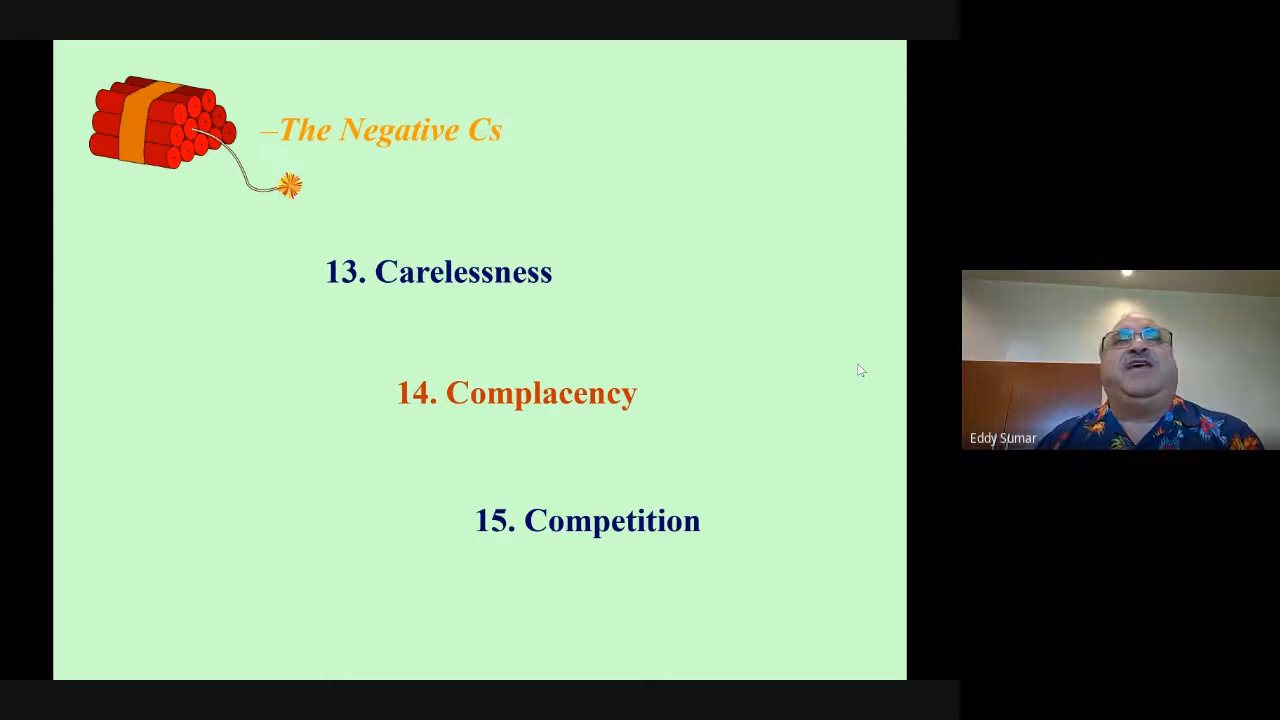 –The Negative Cs
13. Carelessness
14. Complacency
15. Competition
Eddy Sumar